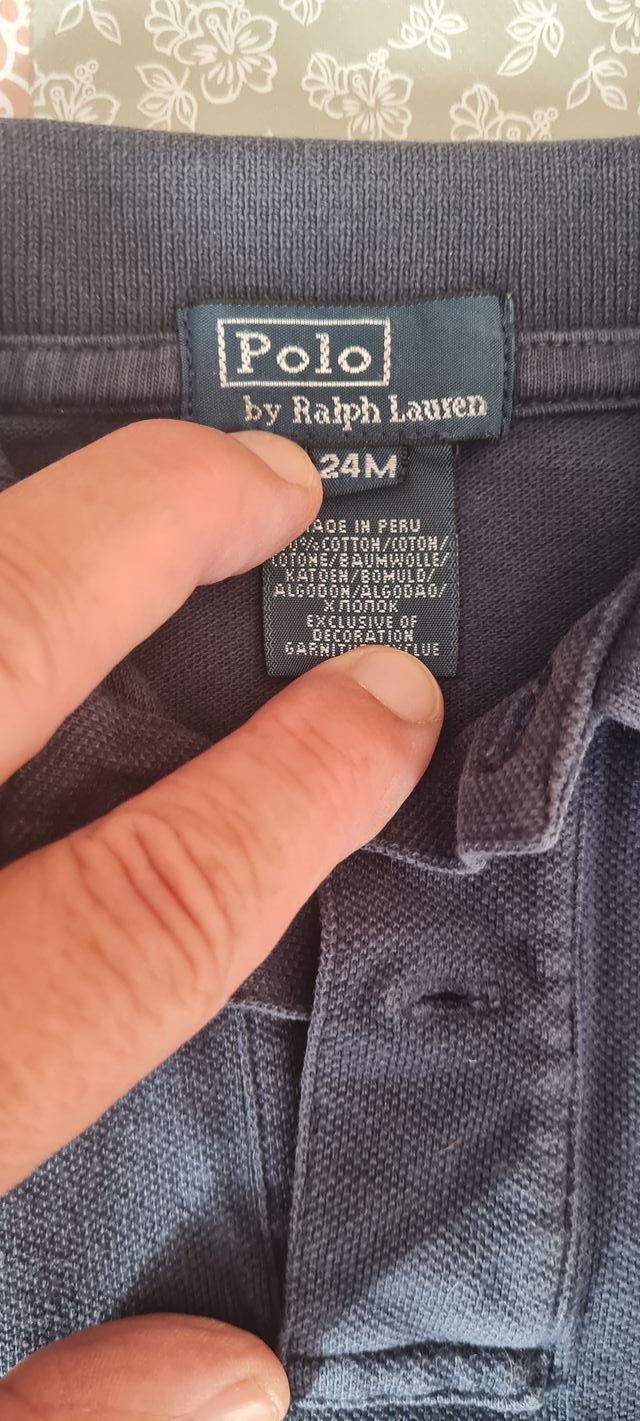 Polo
by Ralph Lauren
24M
MADE IN PERU
COTTON/COTON/
COTONE/BAUMWOLLE/
KATOEN/BOMULD/
ALGODON/ALGODAO/
ХЛОПОК
EXCLUSIVE OF
DECORATION